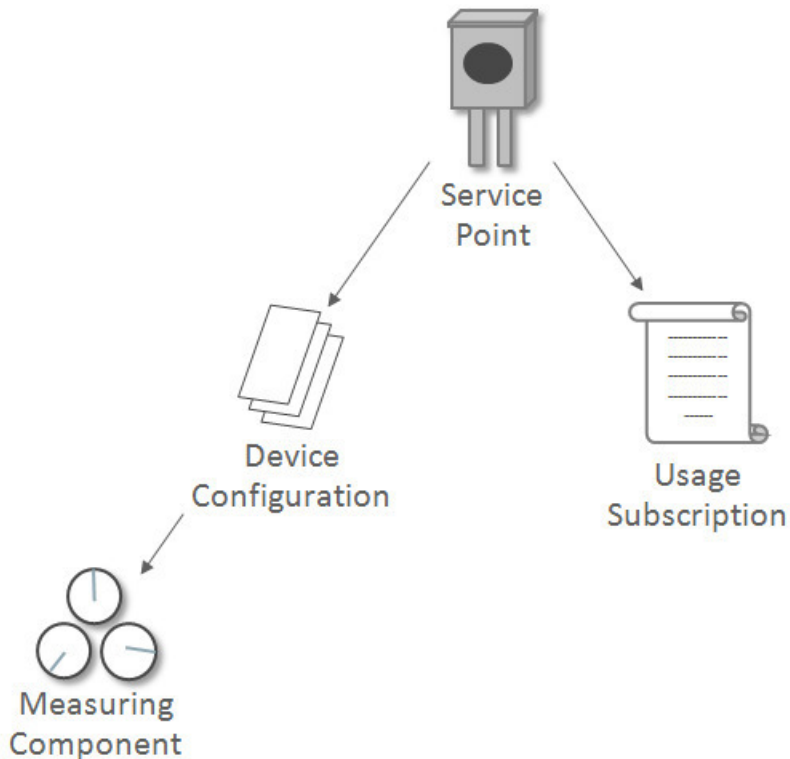 Service
Point
Device
Configuration
Usage
Subscription
Measuring
Component